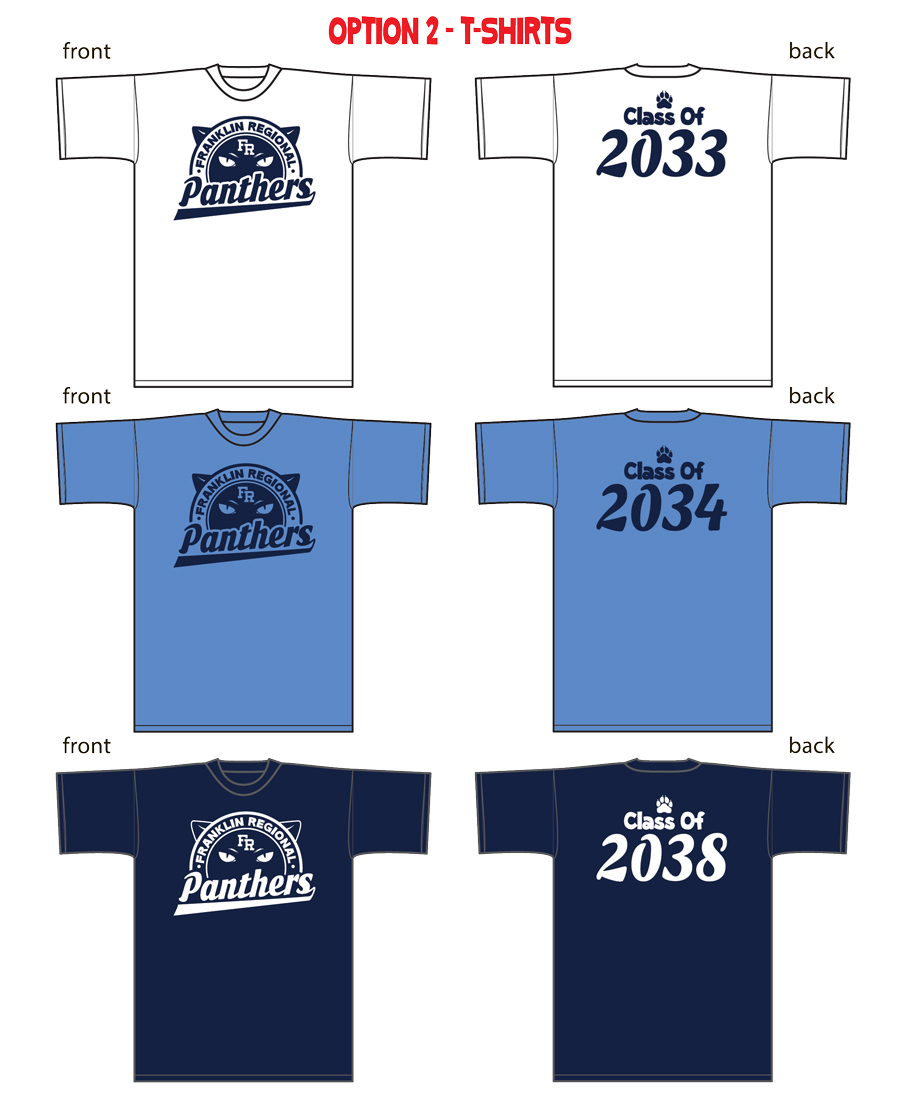 OPTION 2 - T-SHIRTS
front
back
FRANKLIN REGIONAL
FR
Panthers
Class Of
2033
front
back
FRANKLIN REGIONAL
FR
Panthers
Class Of
2034
front
back
FRANKLIN REGIONAL
FR
Panthers
Class Of
2038